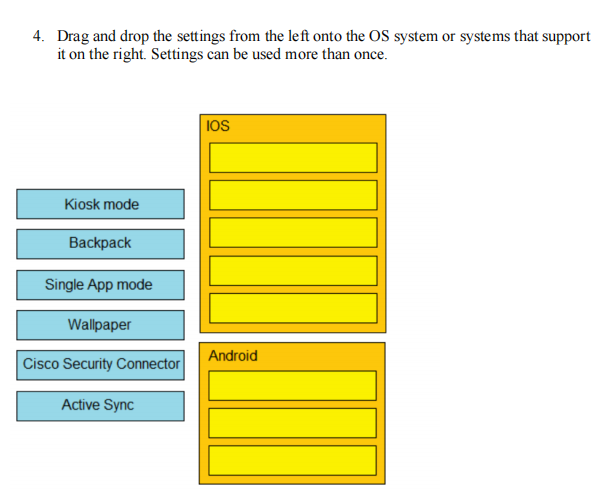 4. Drag and drop the settings from the left onto the OS system or systems that support
it on the right. Settings can be used more than once.
IOS
Kiosk mode
Backpack
Single App mode
Wallpaper
Cisco Security Connector
Active Sync
Android